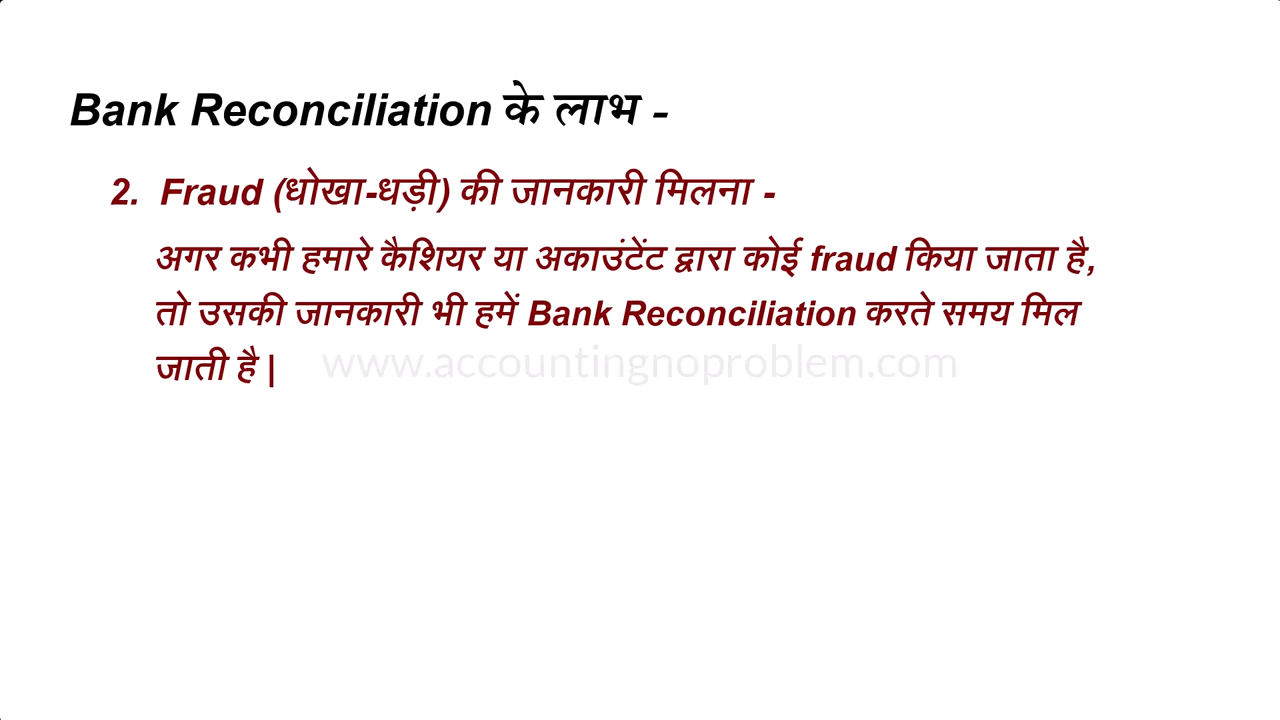 Bank Reconciliation के लाभ -
2. Fraud (धोखा-धड़ी) की जानकारी मिलना -
अगर कभी हमारे कैशियर या अकाउंटेंट द्वारा कोई fraud किया जाता है,
तो उसकी जानकारी भी हमें Bank Reconciliation करते समय मिल
जाती है |
www.accountingnoproblem.com